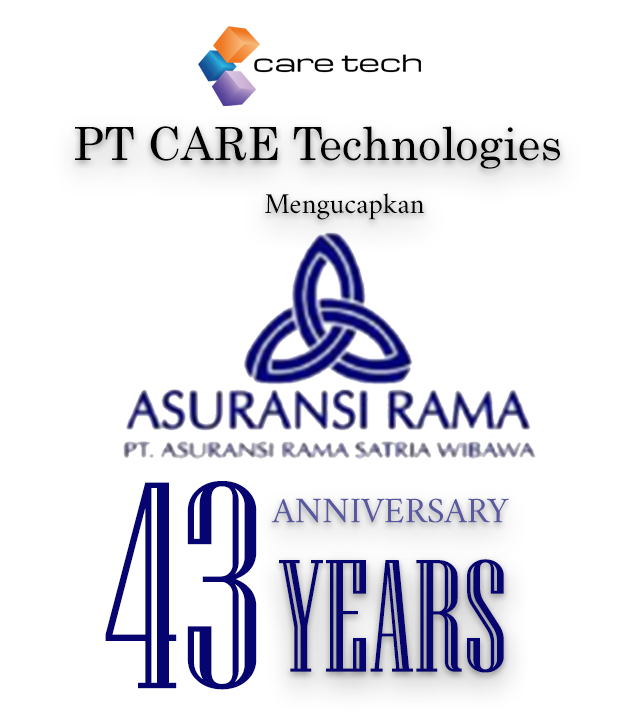 care tech
PT CARE Technologies
Mengucapkan
ASURANSI RAMA
PT. ASURANSI RAMA SATRIA WIBAWA
43 ANNIVERSARY
YEARS